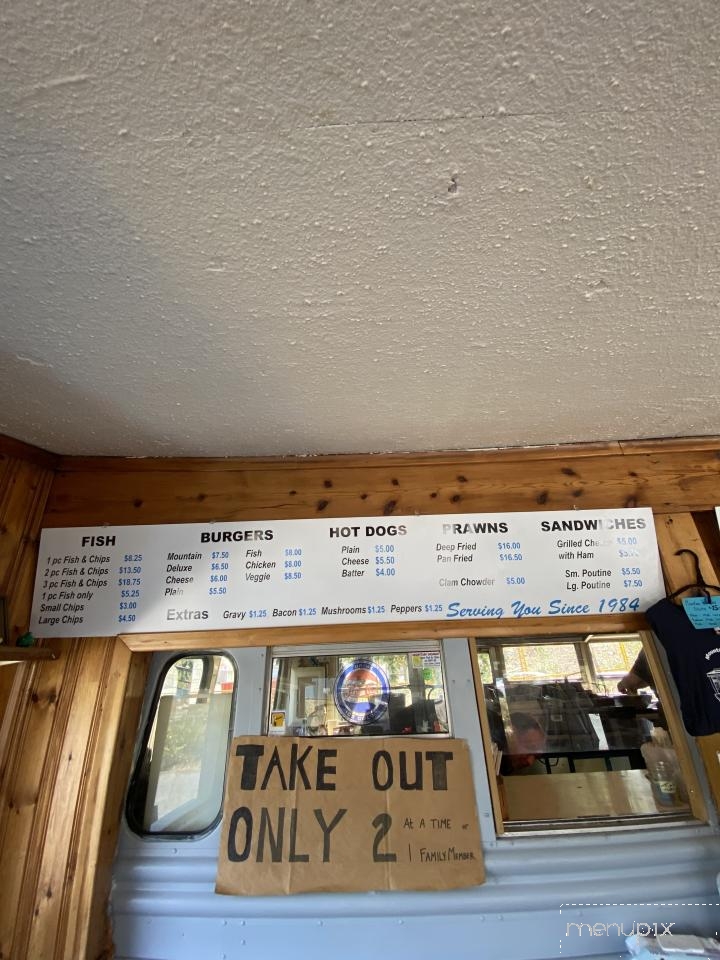 FISH
1 pc Fish & Chips $8.25
2 pc Fish & Chips $13.50
3 pc Fish & Chips $18.75
1 pc Fish only $5.25
Small Chips $3.00
Large Chips $4.50
BURGERS
Mountain $7.50
Deluxe $6.50
Cheese $6.00
Plain $5.50
Fish $8.00
Chicken $8.00
Veggie $8.50
HOT DOGS
Plain $5.00
Cheese $5.50
Batter $4.00
PRAWNS
Deep Fried $16.00
Pan Fried $16.50
Clam Chowder $5.00
SANDWICHES
Grilled $5.00
with Ham
Sm. Poutine $5.50
Lg. Poutine $7.50
Extras Gravy $1.25 Bacon $1.25 Mushrooms $1.25 Peppers $1.25
Serving You Since 1984
TAKE OUT
ONLY 2 AT A TIME or
1 FAMILY MEMBER
menupix